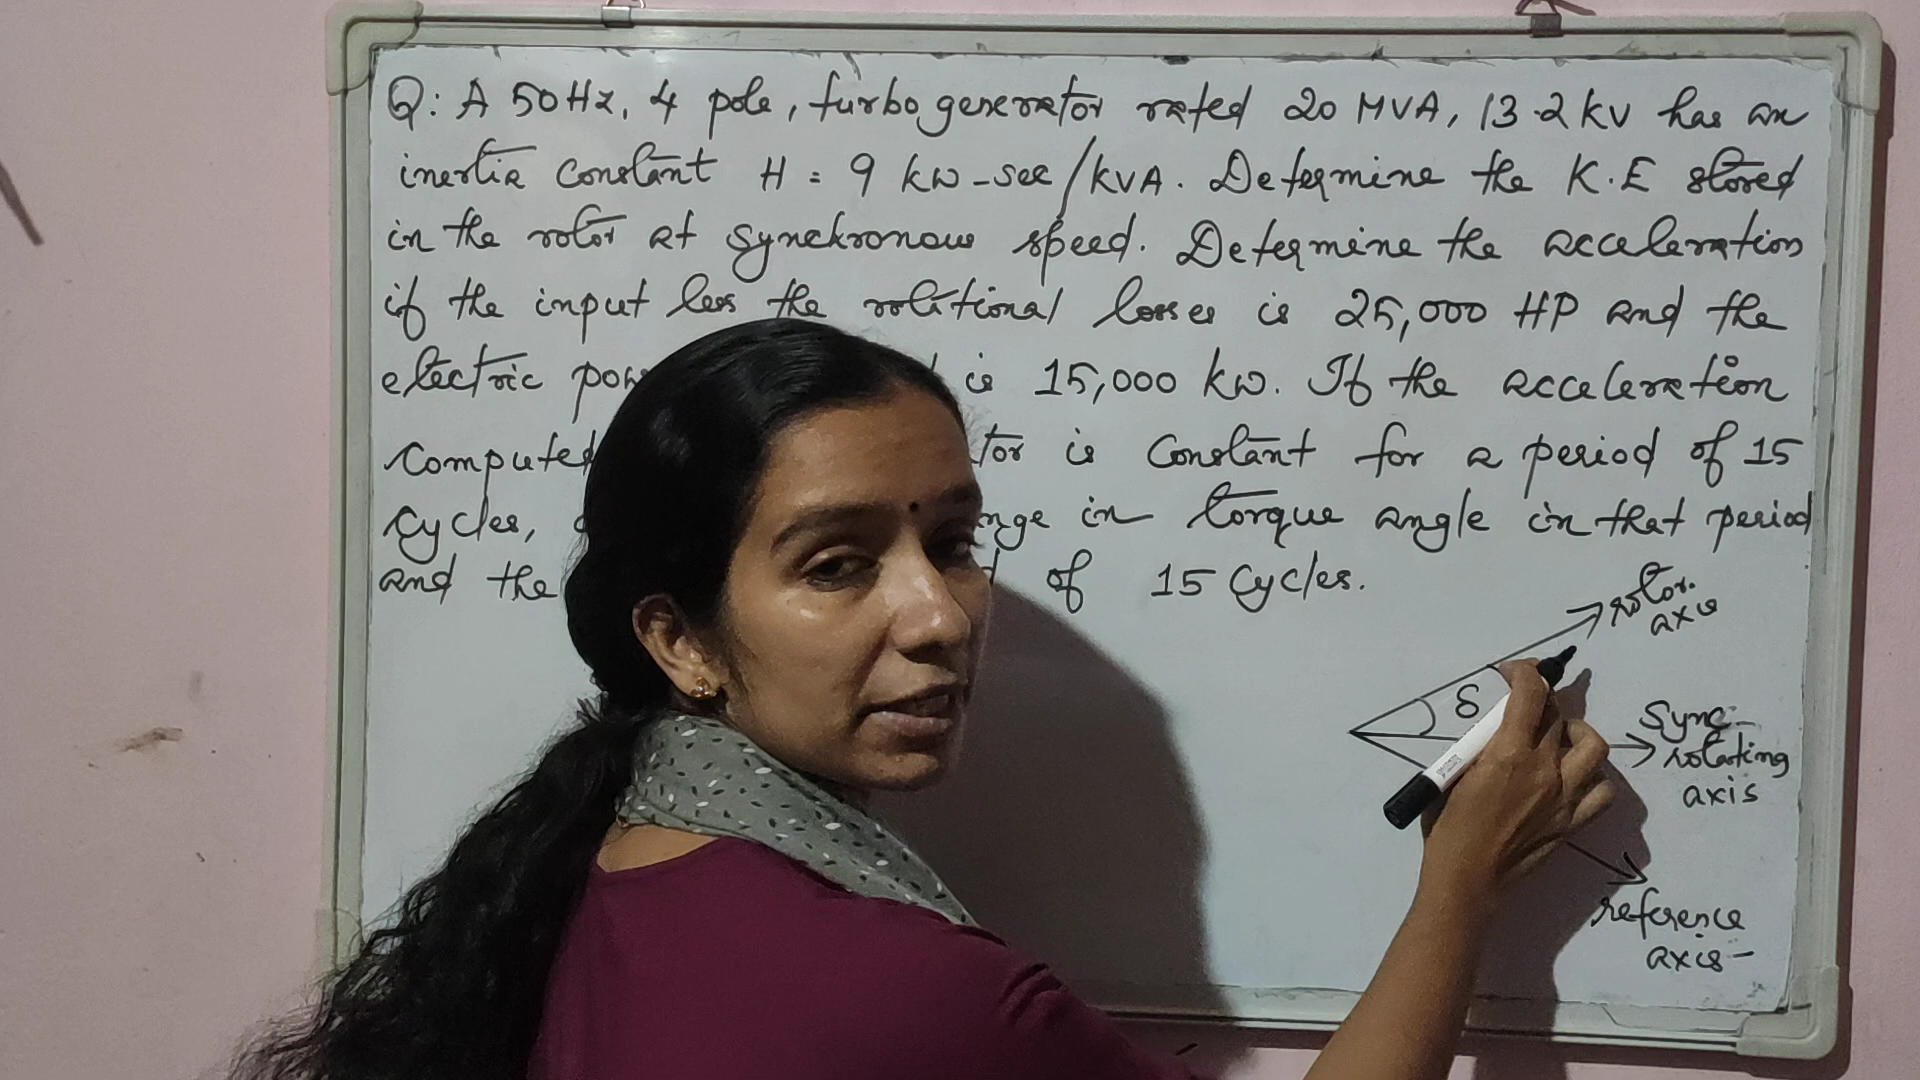 Q: A 50Hz, 4 pole, turbogenerator rated 20 MVA, 13.2 kV has an
inertia constant H = 9 kw-sec/kVA. Determine the K.E stored
in the rotor at synchronous speed. Determine the acceleration
if the input less the rotational losses is 25,000 HP and the
electric is 15,000 kw. If the acceleration
computed is constant for a period of 15
cycles, in torque angle in that period
and the of 15 cycles.
rotor
axis
δ
Sync-
rotating
axis
reference
axis-